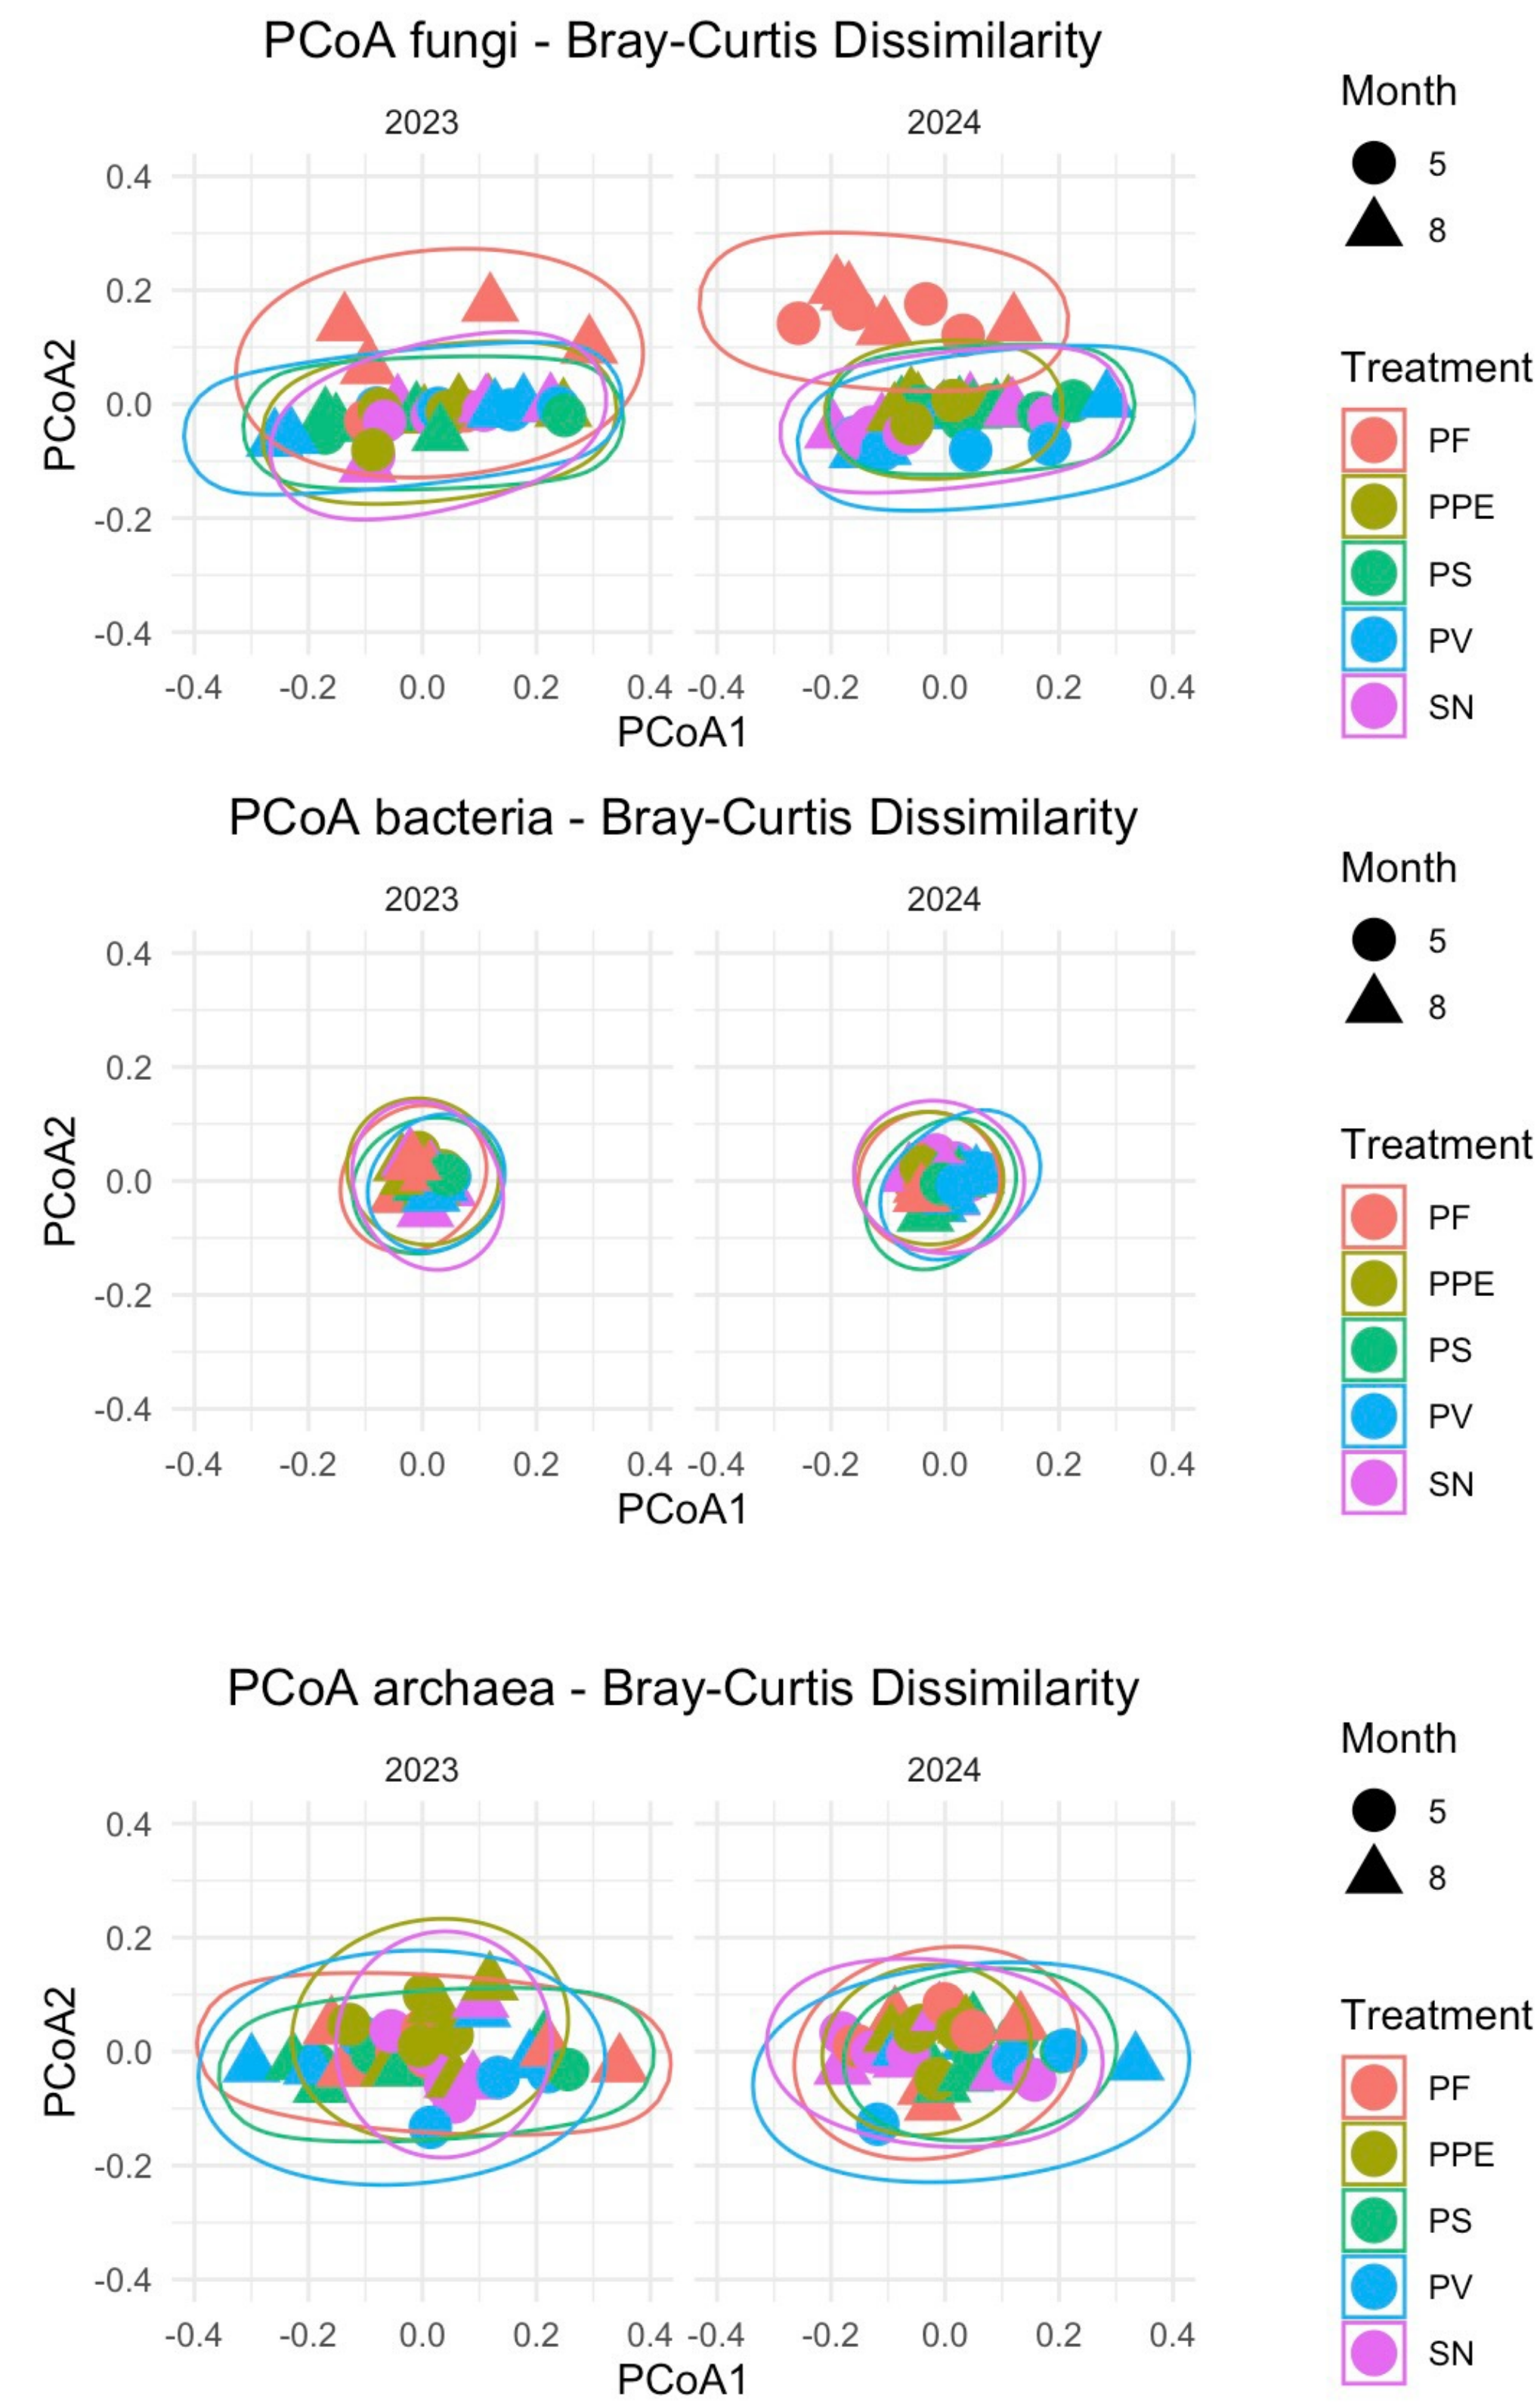 PCoA fungi - Bray-Curtis Dissimilarity
2023 2024
Month
5
8
Treatment
PF
PPE
PS
PV
SN
PCoA2
0.4
0.2
0.0
-0.2
-0.4
-0.4 -0.2 0.0 0.2 0.4 -0.4 -0.2 0.0 0.2 0.4
PCoA1
PCoA bacteria - Bray-Curtis Dissimilarity
2023 2024
Month
5
8
Treatment
PF
PPE
PS
PV
SN
PCoA2
0.4
0.2
0.0
-0.2
-0.4
-0.4 -0.2 0.0 0.2 0.4 -0.4 -0.2 0.0 0.2 0.4
PCoA1
PCoA archaea - Bray-Curtis Dissimilarity
2023 2024
Month
5
8
Treatment
PF
PPE
PS
PV
SN
PCoA2
0.4
0.2
0.0
-0.2
-0.4
-0.4 -0.2 0.0 0.2 0.4 -0.4 -0.2 0.0 0.2 0.4
PCoA1